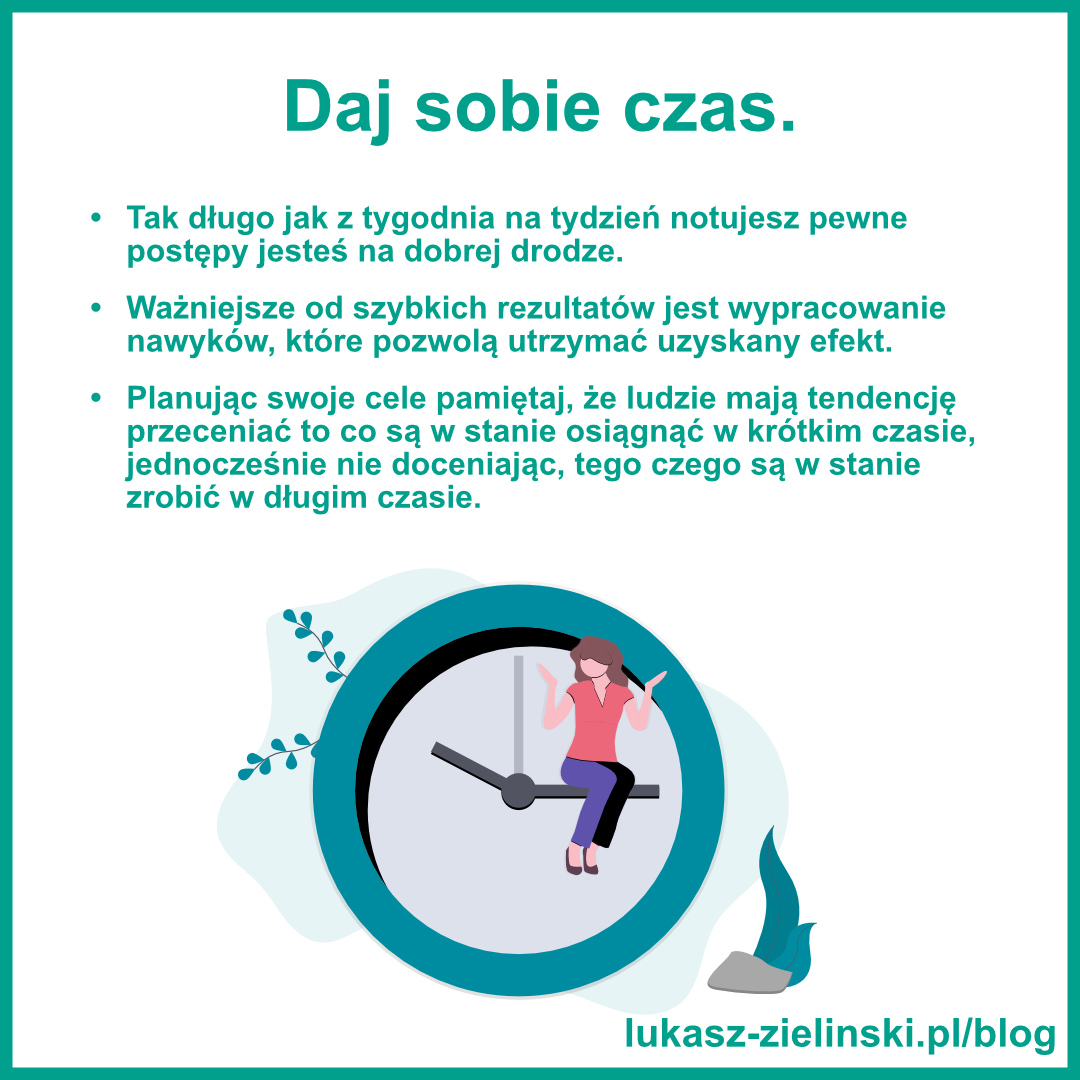 Daj sobie czas.
• Tak długo jak z tygodnia na tydzień notujesz pewne
postępy jesteś na dobrej drodze.
• Ważniejsze od szybkich rezultatów jest wypracowanie
nawyków, które pozwolą utrzymać uzyskany efekt.
• Planując swoje cele pamiętaj, że ludzie mają tendencję
przeceniać to co są w stanie osiągnąć w krótkim czasie,
jednocześnie nie doceniając, tego czego są w stanie
zrobić w długim czasie.
lukasz-zielinski.pl/blog